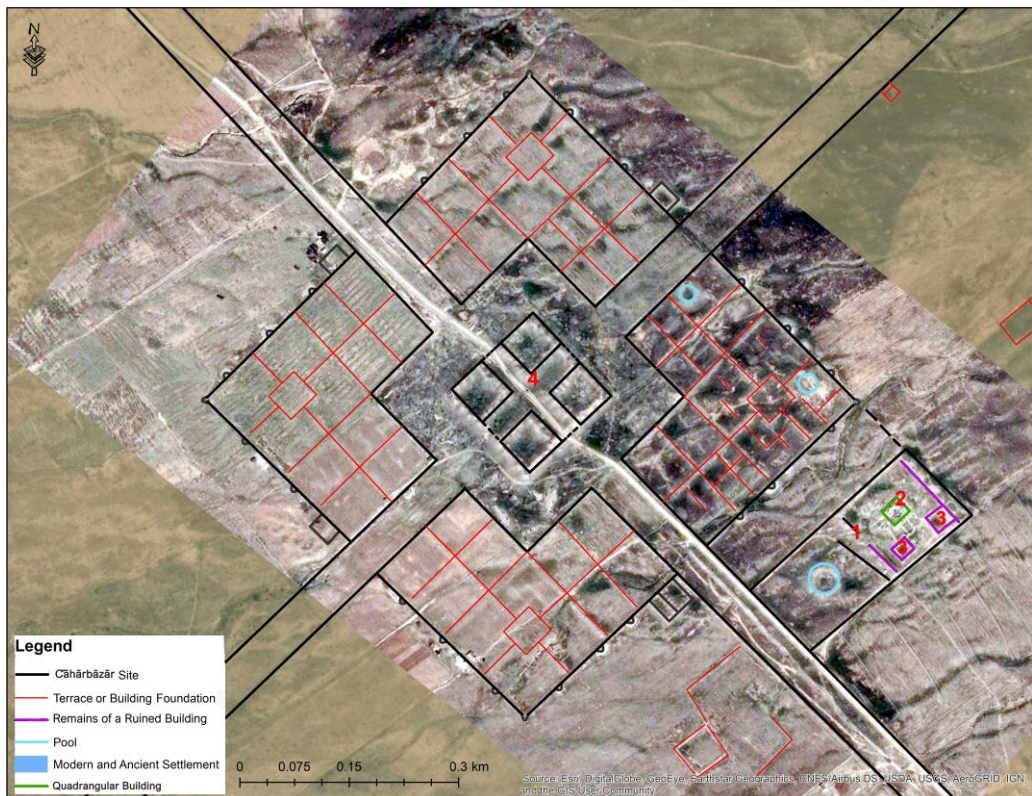 N
4
2
3
1
Legend
Cāhārbāzār Site
Terrace or Building Foundation
Remains of a Ruined Building
Pool
Modern and Ancient Settlement
Quadrangular Building
0 0.075 0.15 0.3 km
Source: Esri, DigitalGlobe, GeoEye, Earthstar Geographics, CNES/Airbus DS, USDA, USGS, AeroGRID, IGN,
and the GIS User Community